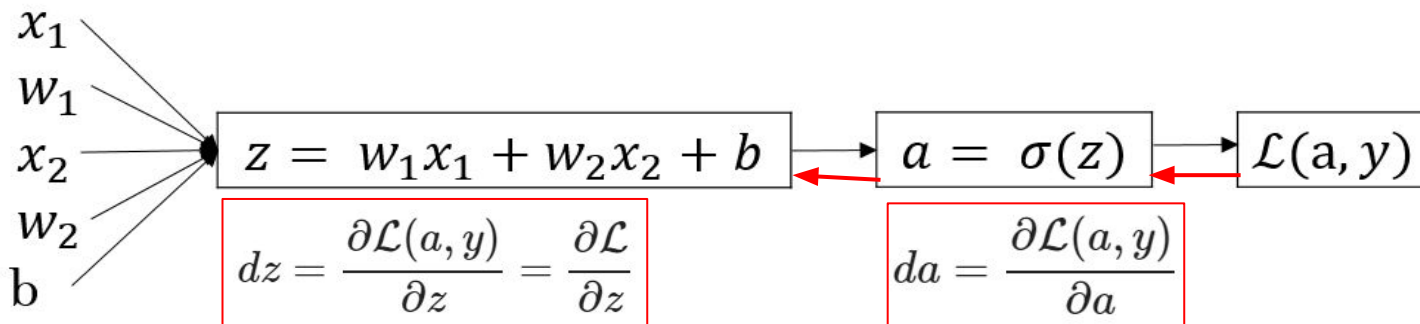 x₁
w₁
x₂
w₂
b
z = w₁x₁ + w₂x₂ + b
a = σ(z)
ℒ(a, y)
dz = ∂ℒ(a, y)/∂z = ∂ℒ/∂z
da = ∂ℒ(a, y)/∂a